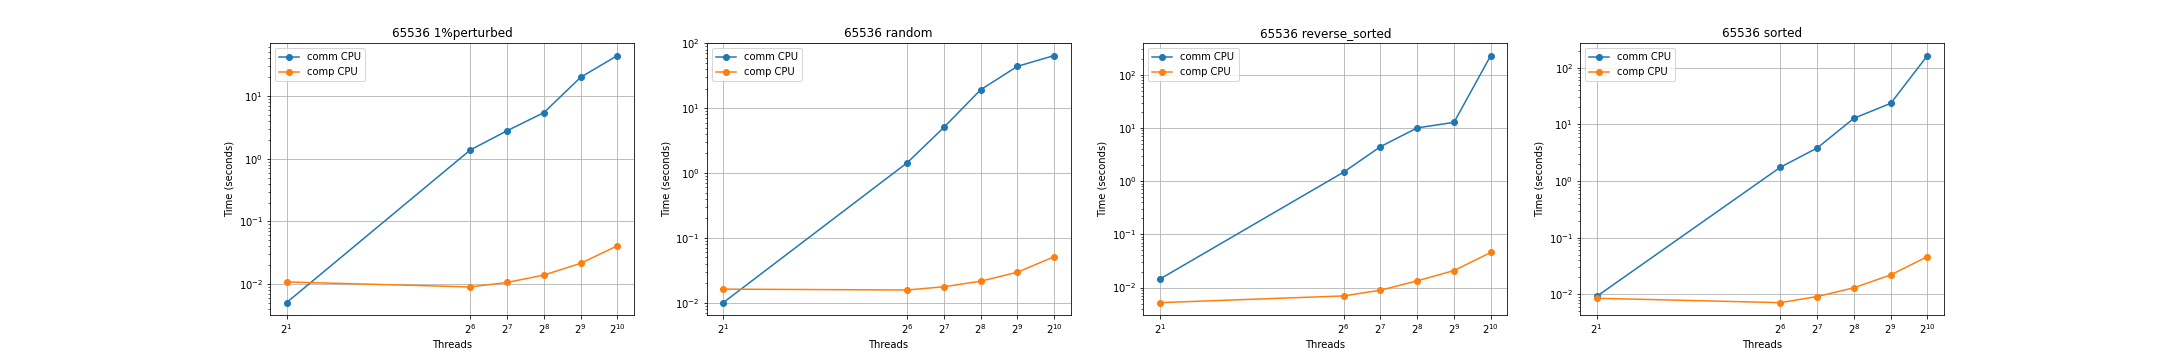 65536 1%perturbed
comm CPU
comp CPU
10¹
10⁰
10⁻¹
10⁻²
Time (seconds)
2¹ 2⁶ 2⁷ 2⁸ 2⁹ 2¹⁰
Threads
65536 random
comm CPU
comp CPU
10²
10¹
10⁰
10⁻¹
10⁻²
Time (seconds)
2¹ 2⁶ 2⁷ 2⁸ 2⁹ 2¹⁰
Threads
65536 reverse_sorted
comm CPU
comp CPU
10²
10¹
10⁰
10⁻¹
10⁻²
Time (seconds)
2¹ 2⁶ 2⁷ 2⁸ 2⁹ 2¹⁰
Threads
65536 sorted
comm CPU
comp CPU
10²
10¹
10⁰
10⁻¹
10⁻²
Time (seconds)
2¹ 2⁶ 2⁷ 2⁸ 2⁹ 2¹⁰
Threads